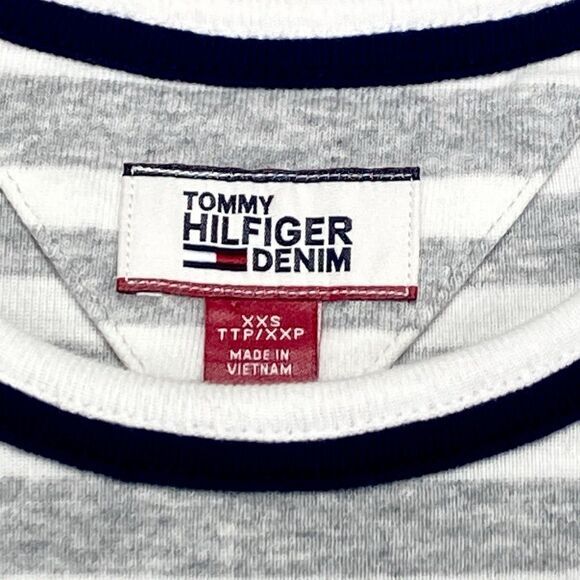 TOMMY
HILFIGER
DENIM
XXS
TTP/XXP
MADE IN
VIETNAM